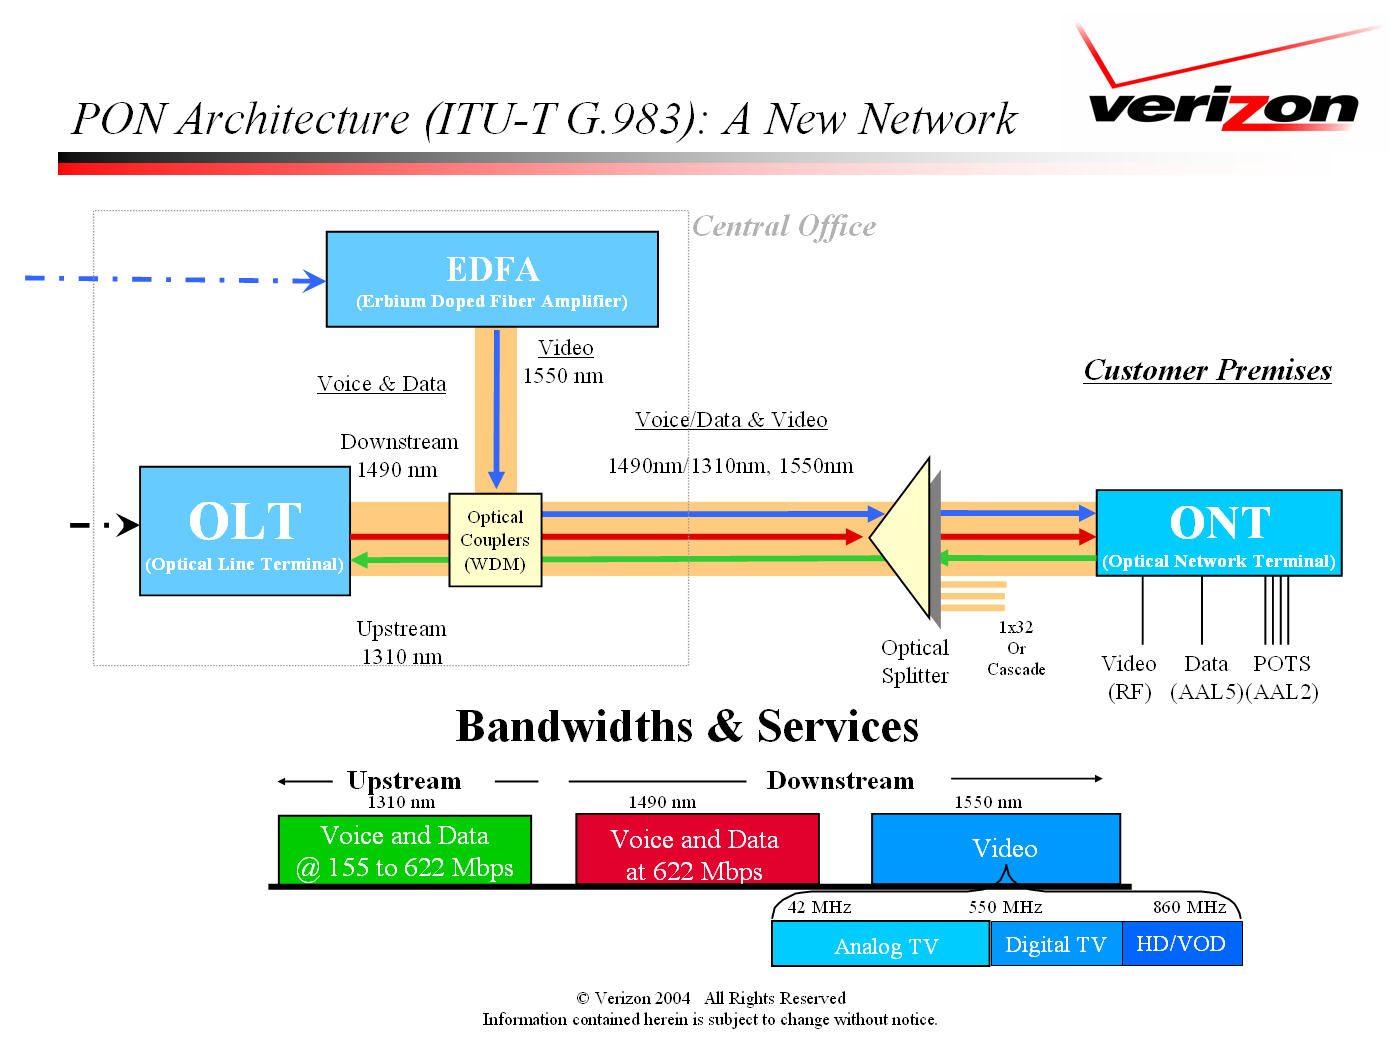 verizon
PON Architecture (ITU-T G.983): A New Network
Central Office
EDFA
(Erbium Doped Fiber Amplifier)
Video
1550 nm
Voice & Data
Customer Premises
Voice/Data & Video
Downstream
1490 nm
1490nm/1310nm, 1550nm
OLT
(Optical Line Terminal)
Optical
Couplers
(WDM)
ONT
(Optical Network Terminal)
Upstream
1310 nm
Optical
Splitter
1x32
Or
Cascade
Video
(RF)
Data
(AAL5)
POTS
(AAL2)
Bandwidths & Services
Upstream
Downstream
1310 nm
1490 nm
1550 nm
Voice and Data
@ 155 to 622 Mbps
Voice and Data
at 622 Mbps
Video
42 MHz
550 MHz
860 MHz
Analog TV
Digital TV
HD/VOD
© Verizon 2004 All Rights Reserved
Information contained herein is subject to change without notice.